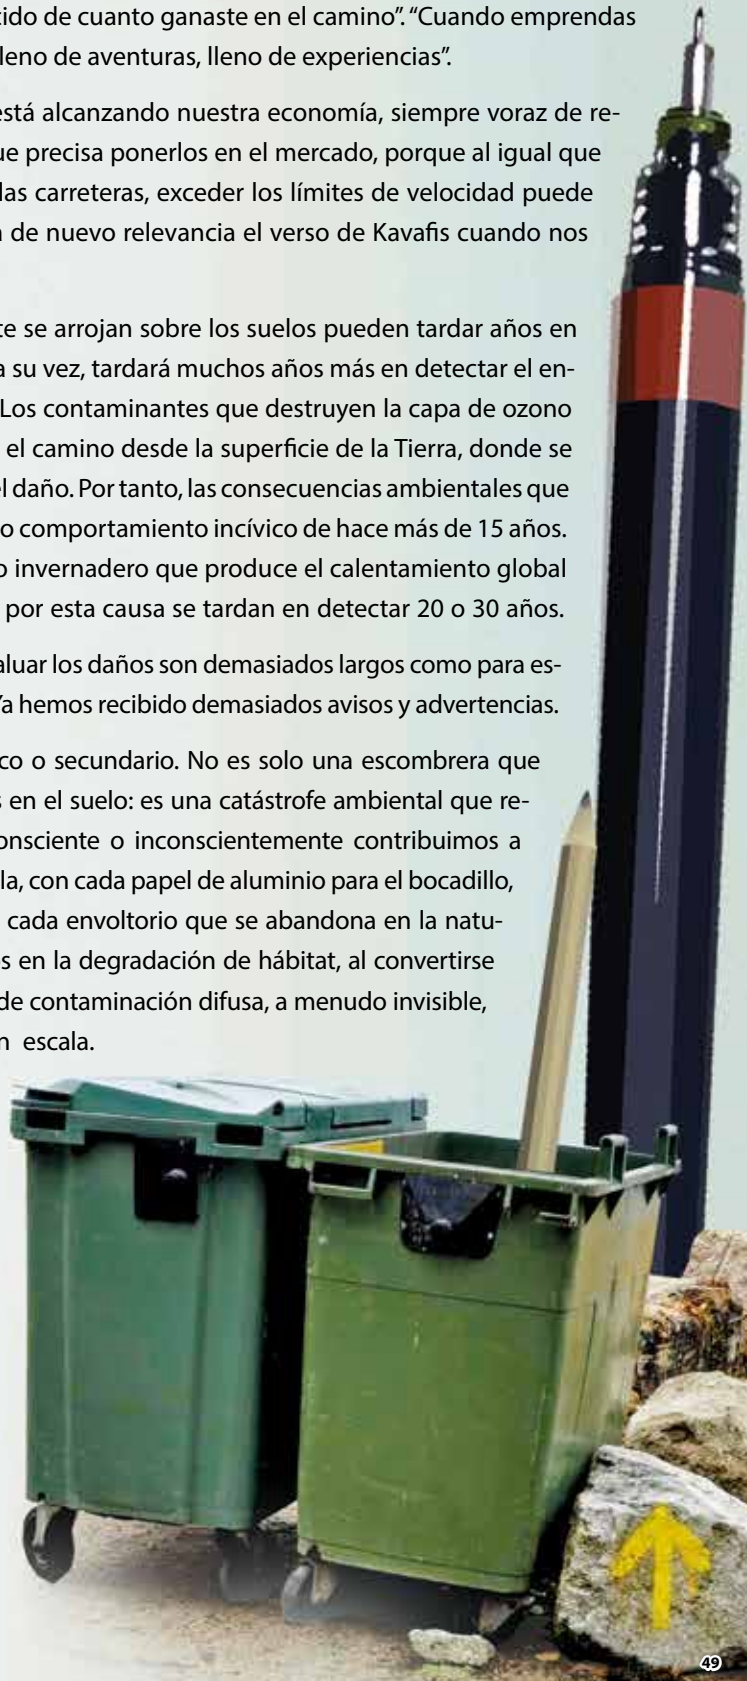 ido de cuanto ganaste en el camino”. “Cuando emprendas
leno de aventuras, lleno de experiencias”.
está alcanzando nuestra economía, siempre voraz de re-
ue precisa ponerlos en el mercado, porque al igual que
las carreteras, exceder los límites de velocidad puede
a de nuevo relevancia el verso de Kavafis cuando nos
te se arrojan sobre los suelos pueden tardar años en
a su vez, tardará muchos años más en detectar el en-
Los contaminantes que destruyen la capa de ozono
el camino desde la superficie de la Tierra, donde se
el daño. Por tanto, las consecuencias ambientales que
o comportamiento incívico de hace más de 15 años.
o invernadero que produce el calentamiento global
por esta causa se tardan en detectar 20 o 30 años.
aluar los daños son demasiados largos como para es-
Ya hemos recibido demasiados avisos y advertencias.
ico o secundario. No es solo una escombrera que
s en el suelo: es una catástrofe ambiental que re-
onsciente o inconscientemente contribuimos a
la, con cada papel de aluminio para el bocadillo,
cada envoltorio que se abandona en la natu-
s en la degradación de hábitat, al convertirse
de contaminación difusa, a menudo invisible,
n escala.
49